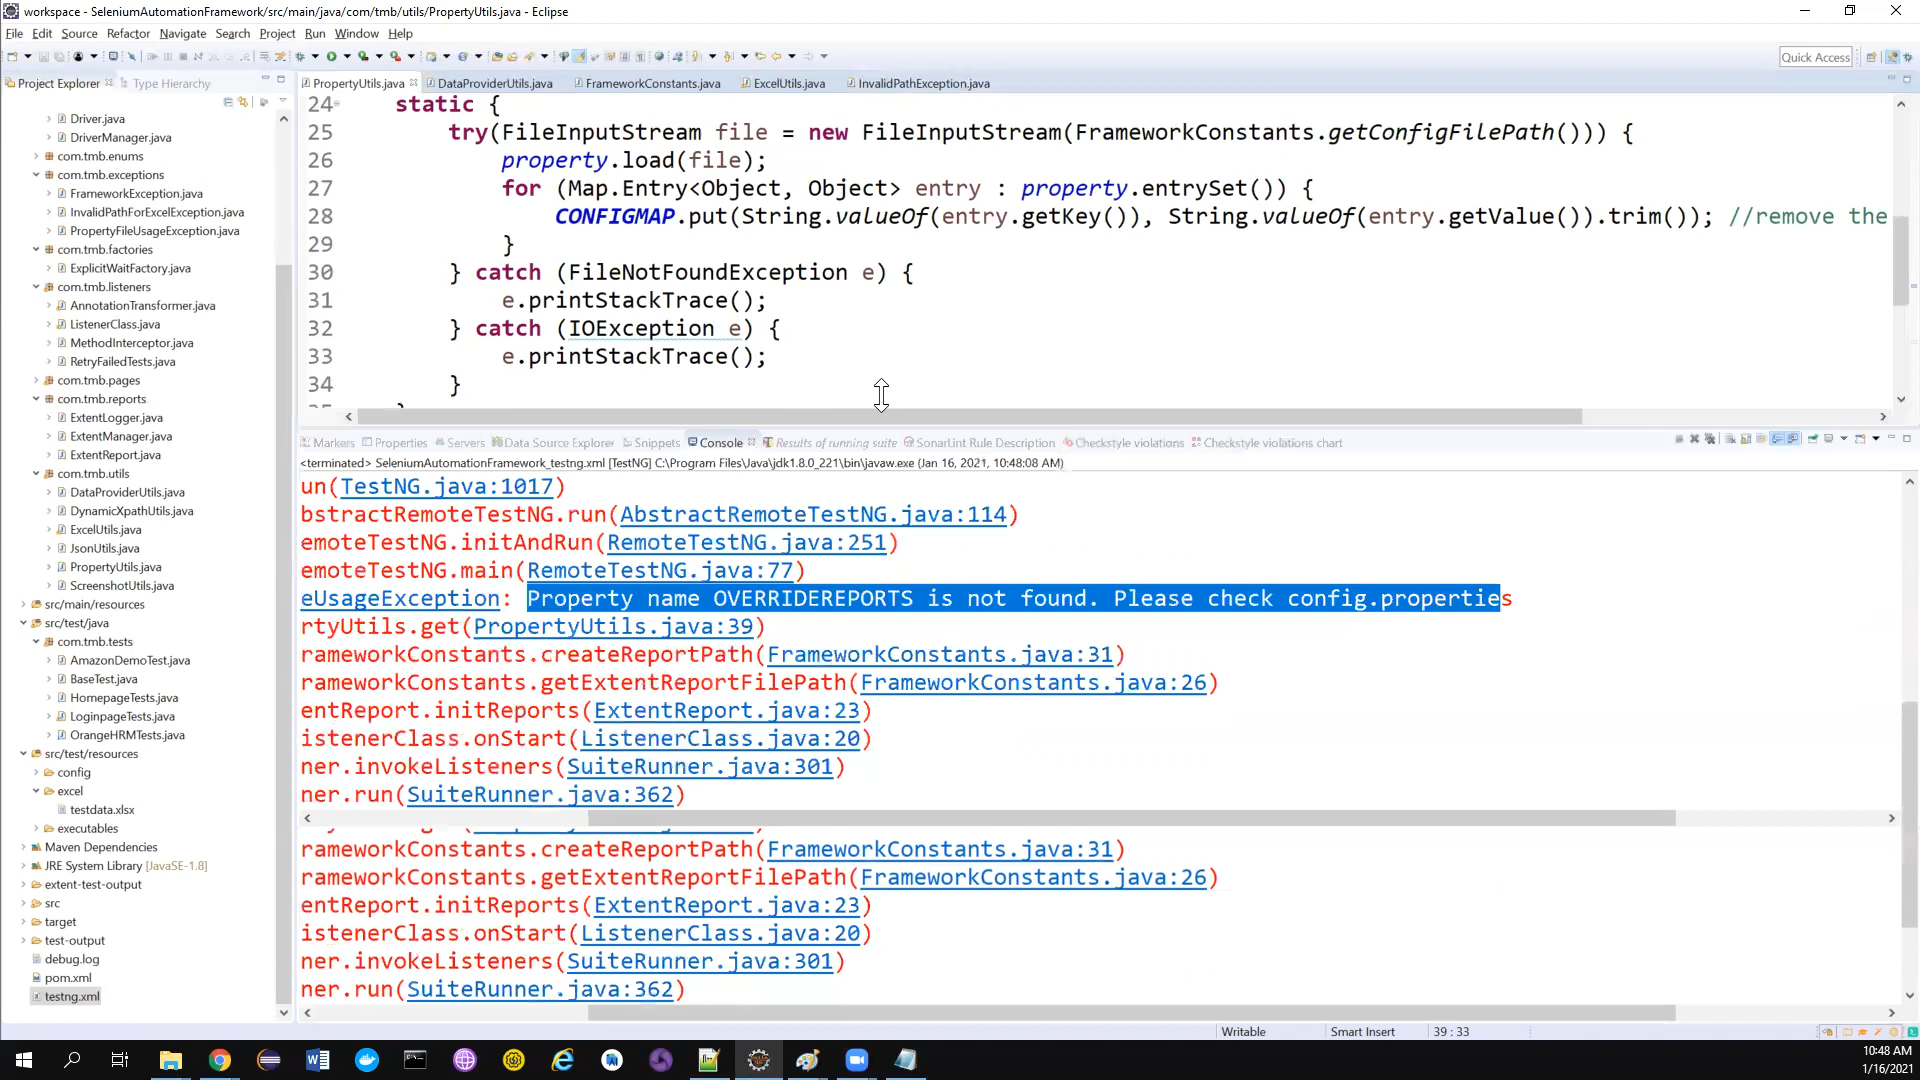 workspace - SeleniumAutomationFramework/src/main/java/com/tmb/utils/PropertyUtils.java - Eclipse
File Edit Source Refactor Navigate Search Project Run Window Help
Quick Access
Project Explorer Type Hierarchy
PropertyUtils.java DataProviderUtils.java FrameworkConstants.java ExcelUtils.java InvalidPathException.java
Driver.java
DriverManager.java
com.tmb.enums
com.tmb.exceptions
FrameworkException.java
InvalidPathForExcelException.java
PropertyFileUsageException.java
com.tmb.factories
ExplicitWaitFactory.java
com.tmb.listeners
AnnotationTransformer.java
ListenerClass.java
MethodInterceptor.java
RetryFailedTests.java
com.tmb.pages
com.tmb.reports
ExtentLogger.java
ExtentManager.java
ExtentReport.java
com.tmb.utils
DataProviderUtils.java
DynamicXpathUtils.java
ExcelUtils.java
JsonUtils.java
PropertyUtils.java
ScreenshotUtils.java
src/main/resources
src/test/java
com.tmb.tests
AmazonDemoTest.java
BaseTest.java
HomepageTests.java
LoginpageTests.java
OrangeHRMTests.java
src/test/resources
config
excel
testdata.xlsx
executables
Maven Dependencies
JRE System Library [JavaSE-1.8]
extent-test-output
src
target
test-output
debug.log
pom.xml
testng.xml
24 static {
25 try(FileInputStream file = new FileInputStream(FrameworkConstants.getConfigFilePath())) {
26 property.load(file);
27 for (Map.Entry<Object, Object> entry : property.entrySet()) {
28 CONFIGMAP.put(String.valueOf(entry.getKey()), String.valueOf(entry.getValue()).trim()); //remove the
29 }
30 } catch (FileNotFoundException e) {
31 e.printStackTrace();
32 } catch (IOException e) {
33 e.printStackTrace();
34 }
Markers Properties Servers Data Source Explorer Snippets Console Results of running suite SonarLint Rule Description Checkstyle violations Checkstyle violations chart
<terminated> SeleniumAutomationFramework_testng.xml [TestNG] C:\Program Files\Java\jdk1.8.0_221\bin\javaw.exe (Jan 16, 2021, 10:48:08 AM)
un(TestNG.java:1017)
bstractRemoteTestNG.run(AbstractRemoteTestNG.java:114)
emoteTestNG.initAndRun(RemoteTestNG.java:251)
emoteTestNG.main(RemoteTestNG.java:77)
eUsageException: Property name OVERRIDEREPORTS is not found. Please check config.properties
rtyUtils.get(PropertyUtils.java:39)
rameworkConstants.createReportPath(FrameworkConstants.java:31)
rameworkConstants.getExtentReportFilePath(FrameworkConstants.java:26)
entReport.initReports(ExtentReport.java:23)
istenerClass.onStart(ListenerClass.java:20)
ner.invokeListeners(SuiteRunner.java:301)
ner.run(SuiteRunner.java:362)
rameworkConstants.createReportPath(FrameworkConstants.java:31)
rameworkConstants.getExtentReportFilePath(FrameworkConstants.java:26)
entReport.initReports(ExtentReport.java:23)
istenerClass.onStart(ListenerClass.java:20)
ner.invokeListeners(SuiteRunner.java:301)
ner.run(SuiteRunner.java:362)
Writable Smart Insert 39 : 33
10:48 AM
1/16/2021